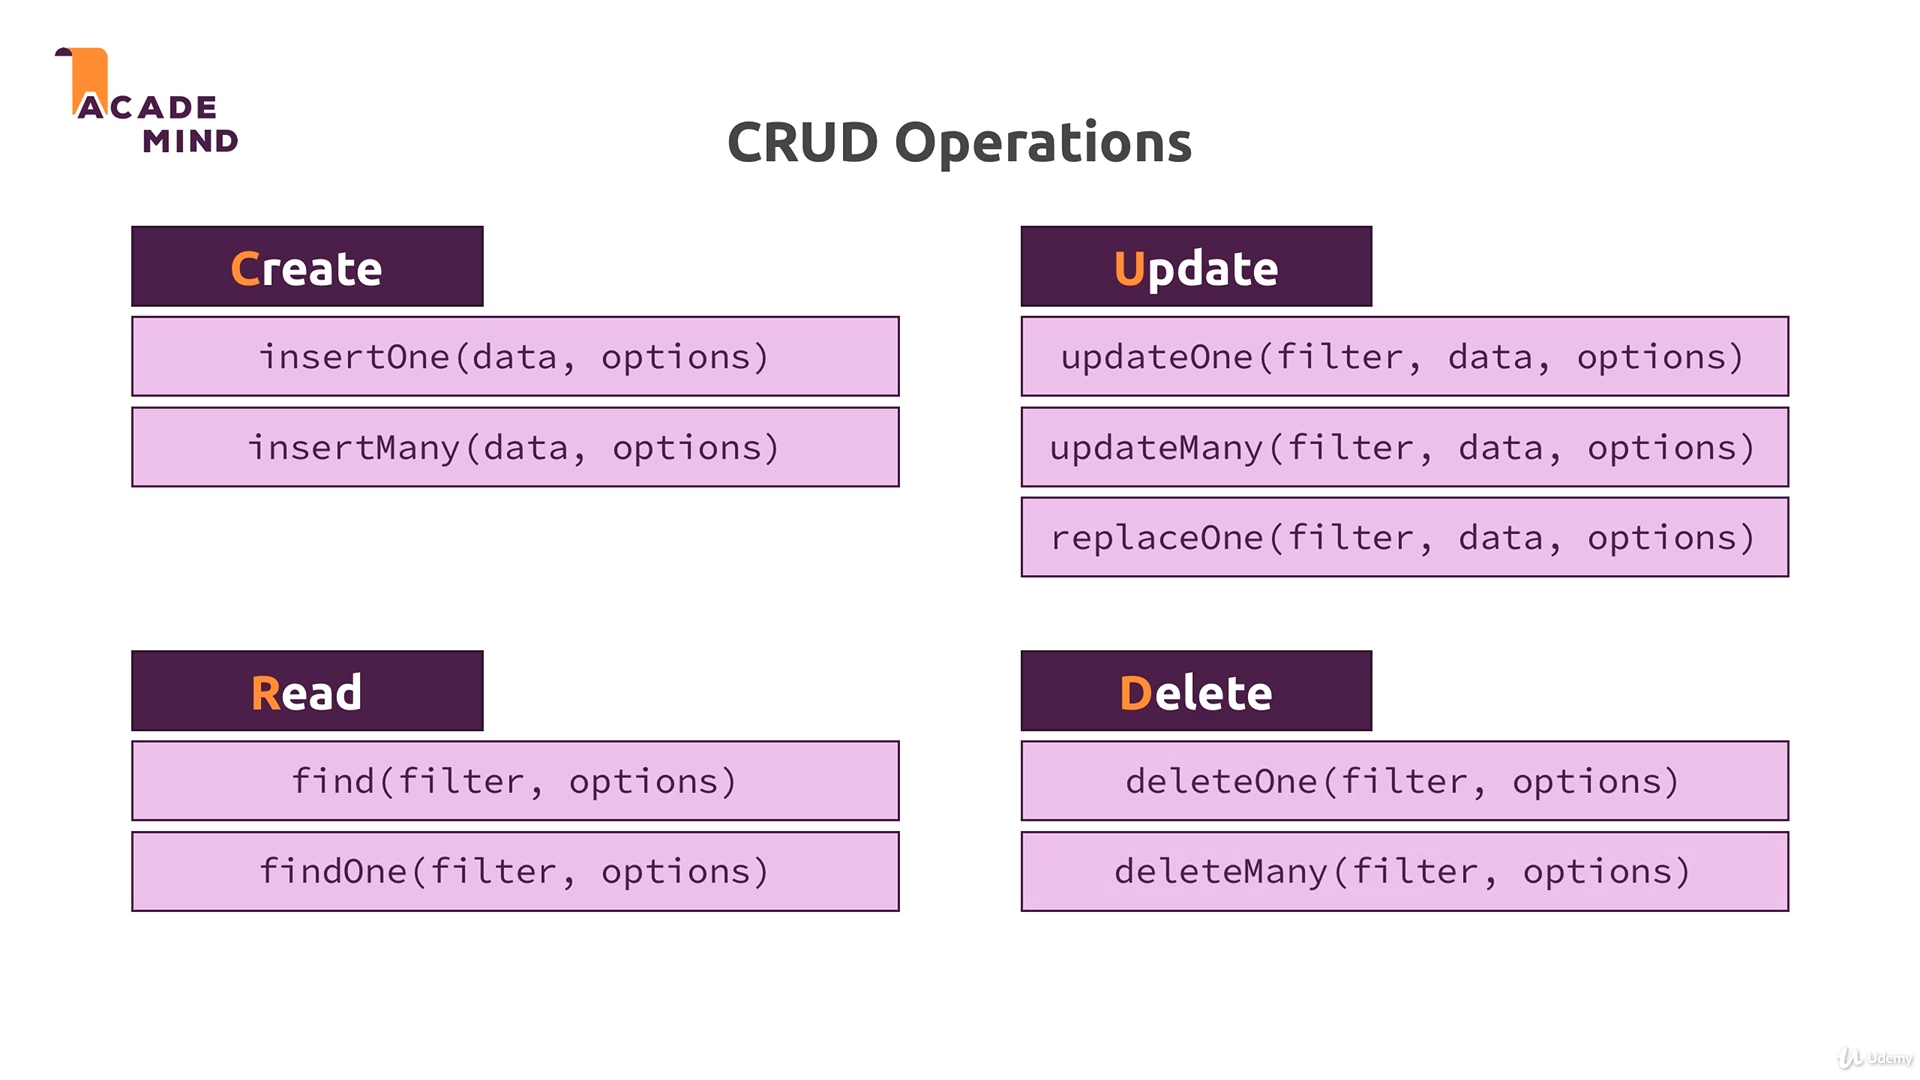 ACADE
MIND
CRUD Operations
Create
insertOne(data, options)
insertMany(data, options)
Update
updateOne(filter, data, options)
updateMany(filter, data, options)
replaceOne(filter, data, options)
Read
find(filter, options)
findOne(filter, options)
Delete
deleteOne(filter, options)
deleteMany(filter, options)
Udemy